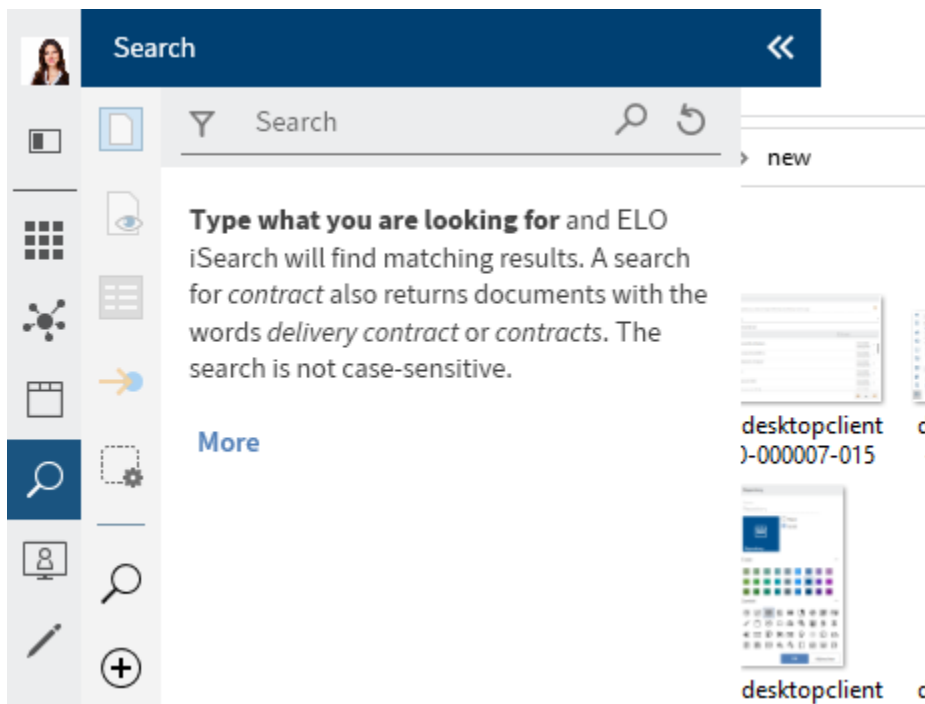 Search
Search
new
Type what you are looking for and ELO
iSearch will find matching results. A search
for contract also returns documents with the
words delivery contract or contracts. The
search is not case-sensitive.
More
desktopclient
0-000007-015
desktopclient